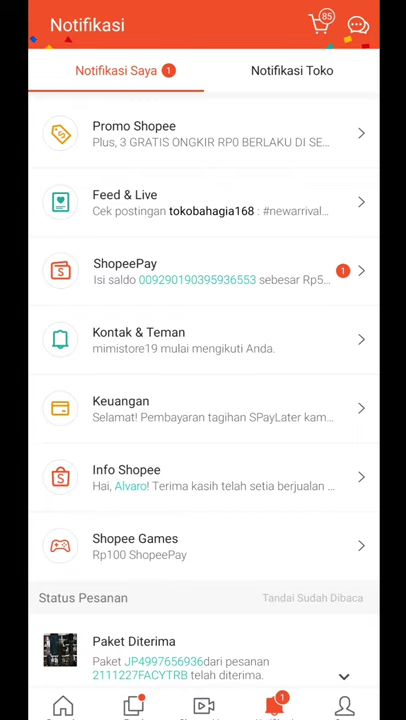 Notifikasi
85
Notifikasi Saya 1
Notifikasi Toko
Promo Shopee
Plus, 3 GRATIS ONGKIR RP0 BERLAKU DI SE...
Feed & Live
Cek postingan tokobahagia168 : #newarrival...
ShopeePay
Isi saldo 009290190395936553 sebesar Rp5...
1
Kontak & Teman
mimistore19 mulai mengikuti Anda.
Keuangan
Selamat! Pembayaran tagihan SPayLater kam...
Info Shopee
Hai, Alvaro! Terima kasih telah setia berjualan ...
Shopee Games
Rp100 ShopeePay
Status Pesanan
Tandai Sudah Dibaca
Paket Diterima
Paket JP4997656936dari pesanan
2111227FACYTRB telah diterima.
1